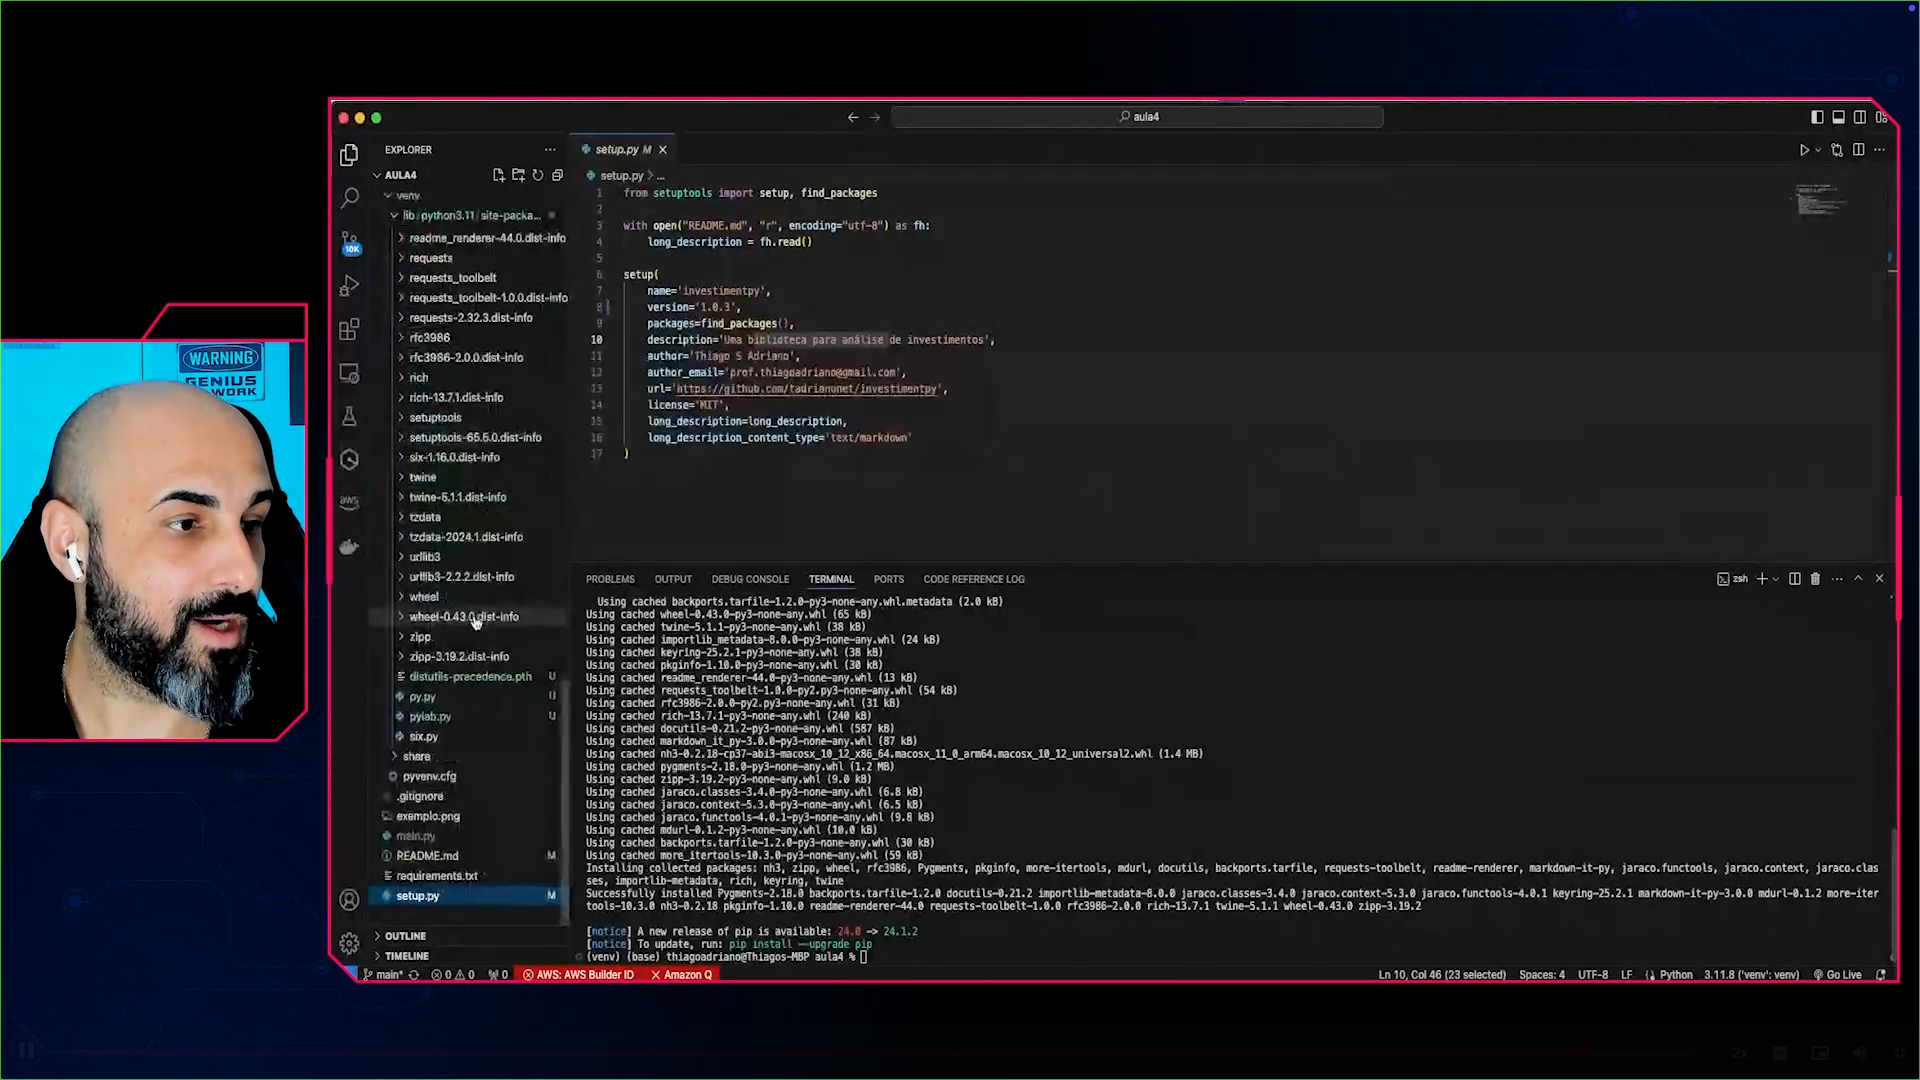 WARNING
GENIUS
WORK
aula4
EXPLORER
AULA4
venv
lib / python3.11 / site-packa...
readme_renderer-44.0.dist-info
requests
requests_toolbelt
requests_toolbelt-1.0.0.dist-info
requests-2.32.3.dist-info
rfc3986
rfc3986-2.0.0.dist-info
rich
rich-13.7.1.dist-info
setuptools
setuptools-65.5.0.dist-info
six-1.16.0.dist-info
twine
twine-5.1.1.dist-info
tzdata
tzdata-2024.1.dist-info
urllib3
urllib3-2.2.2.dist-info
wheel
wheel-0.43.0.dist-info
zipp
zipp-3.19.2.dist-info
distutils-precedence.pth U
py.py U
pylab.py U
six.py
share
pyvenv.cfg
.gitignore
exemplo.png
main.py
README.md M
requirements.txt
setup.py M
OUTLINE
TIMELINE
10K
aws
setup.py M
setup.py > ...
1 from setuptools import setup, find_packages
2
3 with open("README.md", "r", encoding="utf-8") as fh:
4 long_description = fh.read()
5
6 setup(
7 name='investimentpy',
8 version='1.0.3',
9 packages=find_packages(),
10 description='Uma biblioteca para análise de investimentos',
11 author='Thiago S Adriano',
12 author_email='prof.thiagoadriano@gmail.com',
13 url='https://github.com/tadrianonet/investimentpy',
14 license='MIT',
15 long_description=long_description,
16 long_description_content_type='text/markdown'
17 )
PROBLEMS OUTPUT DEBUG CONSOLE TERMINAL PORTS CODE REFERENCE LOG
zsh
Using cached backports.tarfile-1.2.0-py3-none-any.whl.metadata (2.0 kB)
Using cached wheel-0.43.0-py3-none-any.whl (65 kB)
Using cached twine-5.1.1-py3-none-any.whl (38 kB)
Using cached importlib_metadata-8.0.0-py3-none-any.whl (24 kB)
Using cached keyring-25.2.1-py3-none-any.whl (38 kB)
Using cached pkginfo-1.10.0-py3-none-any.whl (30 kB)
Using cached readme_renderer-44.0-py3-none-any.whl (13 kB)
Using cached requests_toolbelt-1.0.0-py2.py3-none-any.whl (54 kB)
Using cached rfc3986-2.0.0-py2.py3-none-any.whl (31 kB)
Using cached rich-13.7.1-py3-none-any.whl (240 kB)
Using cached docutils-0.21.2-py3-none-any.whl (587 kB)
Using cached markdown_it_py-3.0.0-py3-none-any.whl (87 kB)
Using cached nh3-0.2.18-cp37-abi3-macosx_10_12_x86_64.macosx_11_0_arm64.macosx_10_12_universal2.whl (1.4 MB)
Using cached pygments-2.18.0-py3-none-any.whl (1.2 MB)
Using cached zipp-3.19.2-py3-none-any.whl (9.0 kB)
Using cached jaraco.classes-3.4.0-py3-none-any.whl (6.8 kB)
Using cached jaraco.context-5.3.0-py3-none-any.whl (6.5 kB)
Using cached jaraco.functools-4.0.1-py3-none-any.whl (9.8 kB)
Using cached mdurl-0.1.2-py3-none-any.whl (10.0 kB)
Using cached backports.tarfile-1.2.0-py3-none-any.whl (30 kB)
Using cached more_itertools-10.3.0-py3-none-any.whl (59 kB)
Installing collected packages: nh3, zipp, wheel, rfc3986, Pygments, pkginfo, more-itertools, mdurl, docutils, backports.tarfile, requests-toolbelt, readme-renderer, markdown-it-py, jaraco.functools, jaraco.context, jaraco.clas
ses, importlib-metadata, rich, keyring, twine
Successfully installed Pygments-2.18.0 backports.tarfile-1.2.0 docutils-0.21.2 importlib-metadata-8.0.0 jaraco.classes-3.4.0 jaraco.context-5.3.0 jaraco.functools-4.0.1 keyring-25.2.1 markdown-it-py-3.0.0 mdurl-0.1.2 more-iter
tools-10.3.0 nh3-0.2.18 pkginfo-1.10.0 readme-renderer-44.0 requests-toolbelt-1.0.0 rfc3986-2.0.0 rich-13.7.1 twine-5.1.1 wheel-0.43.0 zipp-3.19.2
[notice] A new release of pip is available: 24.0 -> 24.1.2
[notice] To update, run: pip install --upgrade pip
(venv) (base) thiagoadriano@Thiagos-MBP aula4 %
main* 0 0 0 AWS: AWS Builder ID Amazon Q Ln 10, Col 46 (23 selected) Spaces: 4 UTF-8 LF Python 3.11.8 ('venv': venv) Go Live
2x